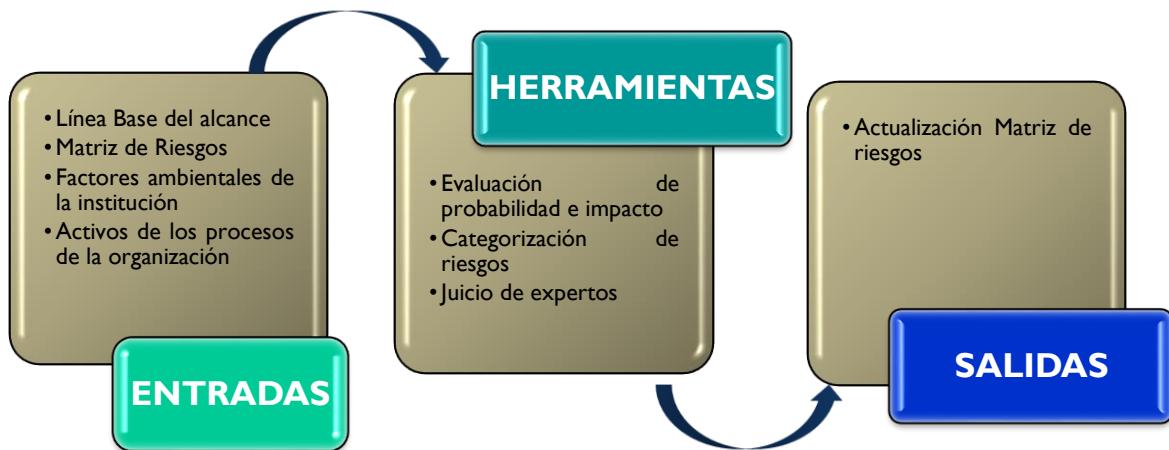 • Línea Base del alcance
• Matriz de Riesgos
• Factores ambientales de
la institución
• Activos de los procesos
de la organización
ENTRADAS
HERRAMIENTAS
• Evaluación de
probabilidad e impacto
• Categorización de
riesgos
• Juicio de expertos
• Actualización Matriz de
riesgos
SALIDAS